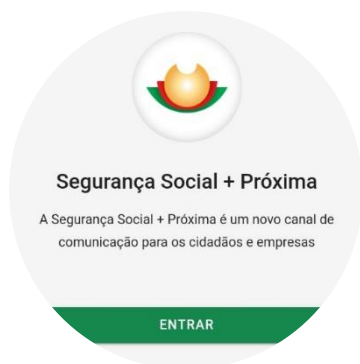 Segurança Social + Próxima
A Segurança Social + Próxima é um novo canal de
comunicação para os cidadãos e empresas
ENTRAR